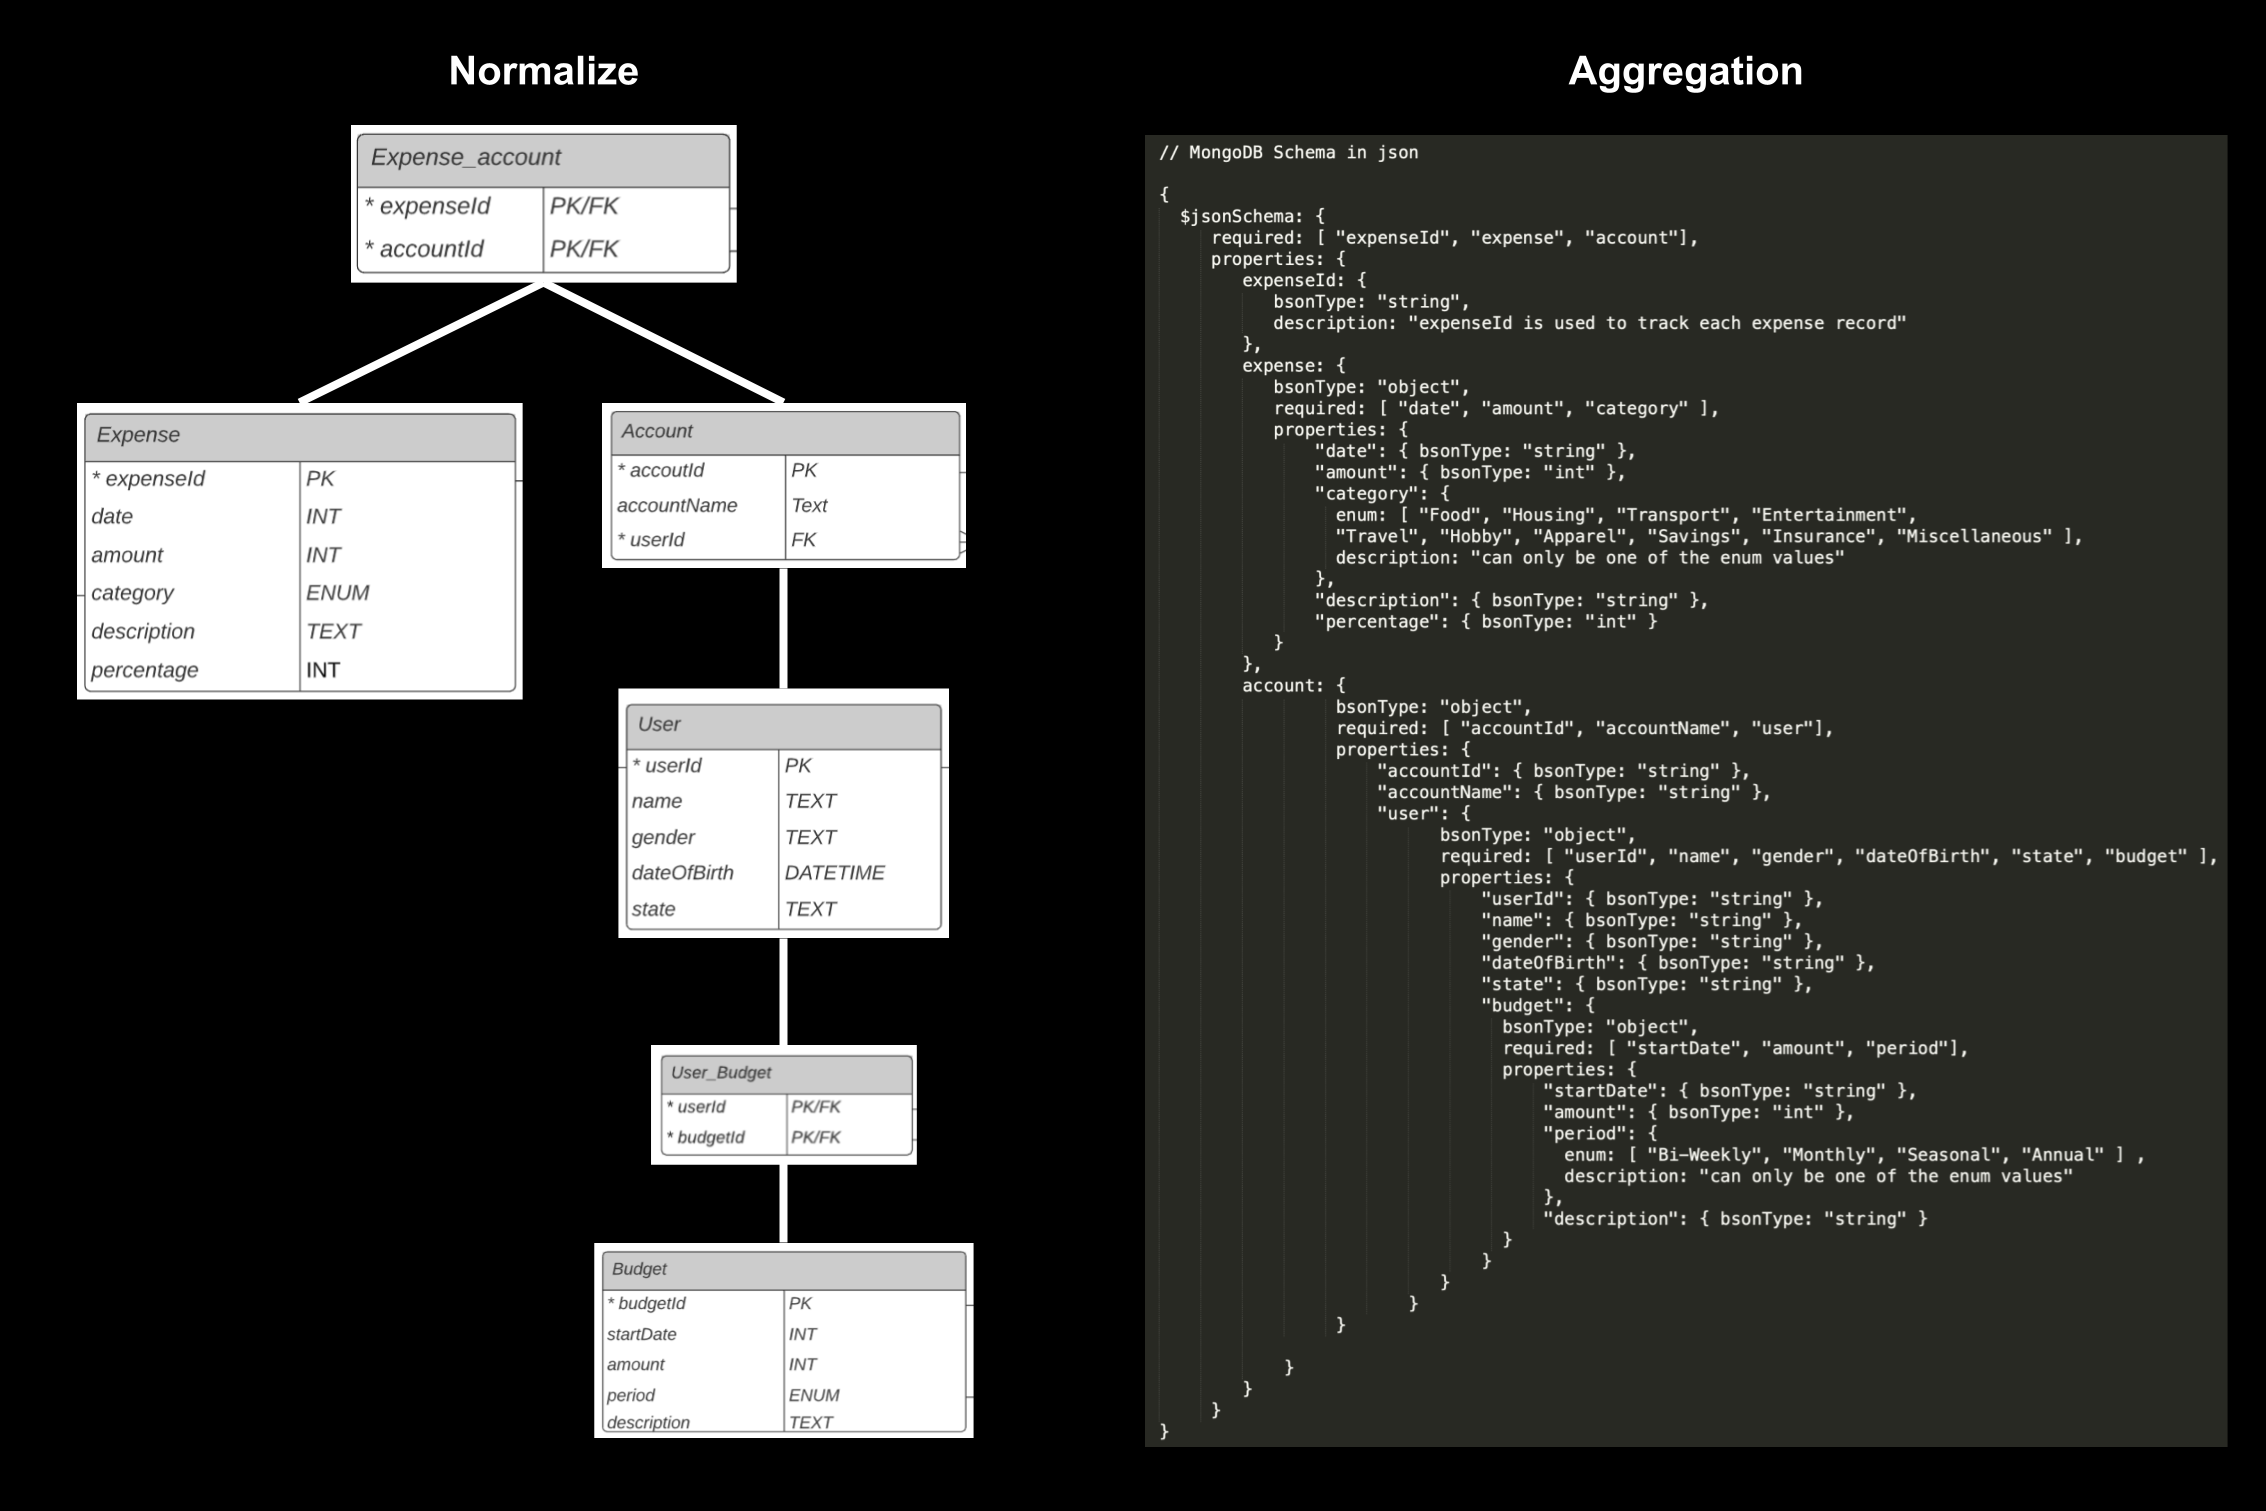 Normalize
Expense_account
* expenseId PK/FK
* accountId PK/FK
Expense
* expenseId PK
date INT
amount INT
category ENUM
description TEXT
percentage INT
Account
* accoutId PK
accountName Text
* userId FK
User
* userId PK
name TEXT
gender TEXT
dateOfBirth DATETIME
state TEXT
User_Budget
* userId PK/FK
* budgetId PK/FK
Budget
* budgetId PK
startDate INT
amount INT
period ENUM
description TEXT
Aggregation
// MongoDB Schema in json
{
$jsonSchema: {
required: [ "expenseId", "expense", "account"],
properties: {
expenseId: {
bsonType: "string",
description: "expenseId is used to track each expense record"
},
expense: {
bsonType: "object",
required: [ "date", "amount", "category" ],
properties: {
"date": { bsonType: "string" },
"amount": { bsonType: "int" },
"category": {
enum: [ "Food", "Housing", "Transport", "Entertainment",
"Travel", "Hobby", "Apparel", "Savings", "Insurance", "Miscellaneous" ],
description: "can only be one of the enum values"
},
"description": { bsonType: "string" },
"percentage": { bsonType: "int" }
}
},
account: {
bsonType: "object",
required: [ "accountId", "accountName", "user"],
properties: {
"accountId": { bsonType: "string" },
"accountName": { bsonType: "string" },
"user": {
bsonType: "object",
required: [ "userId", "name", "gender", "dateOfBirth", "state", "budget" ],
properties: {
"userId": { bsonType: "string" },
"name": { bsonType: "string" },
"gender": { bsonType: "string" },
"dateOfBirth": { bsonType: "string" },
"state": { bsonType: "string" },
"budget": {
bsonType: "object",
required: [ "startDate", "amount", "period"],
properties: {
"startDate": { bsonType: "string" },
"amount": { bsonType: "int" },
"period": {
enum: [ "Bi-Weekly", "Monthly", "Seasonal", "Annual" ] ,
description: "can only be one of the enum values"
},
"description": { bsonType: "string" }
}
}
}
}
}
}
}
}
}